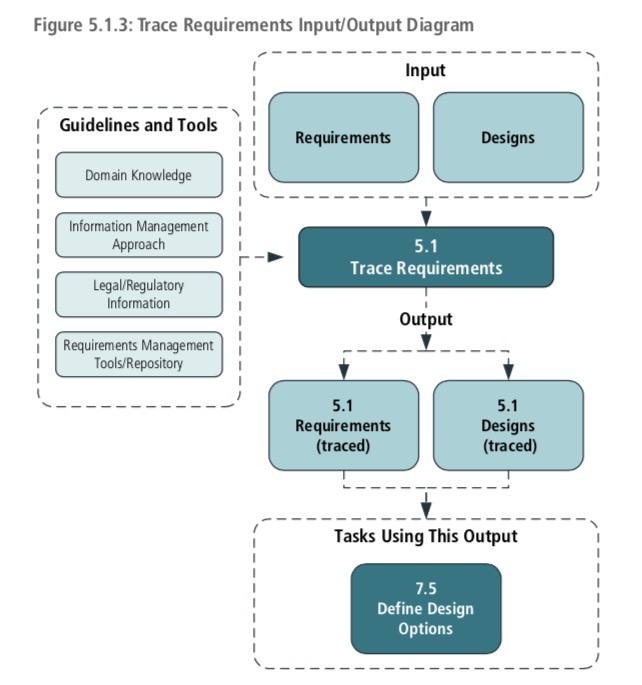 Figure 5.1.3: Trace Requirements Input/Output Diagram
Input
Requirements
Designs
Guidelines and Tools
Domain Knowledge
Information Management
Approach
Legal/Regulatory
Information
Requirements Management
Tools/Repository
5.1
Trace Requirements
Output
5.1
Requirements
(traced)
5.1
Designs
(traced)
Tasks Using This Output
7.5
Define Design
Options